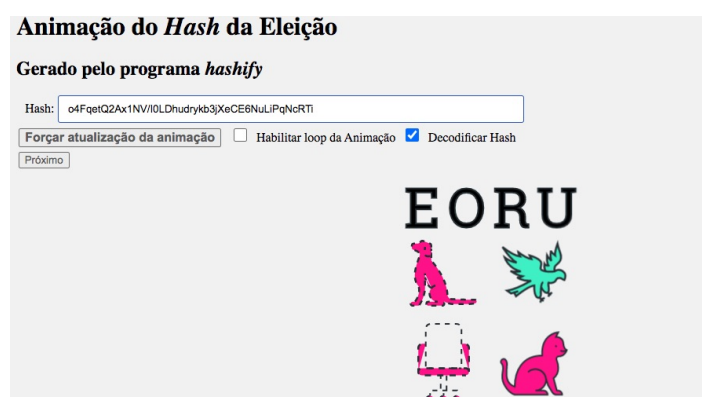 Animação do Hash da Eleição
Gerado pelo programa hashify
Hash: o4FqetQ2Ax1NV/I0LDhudrykb3jXeCE6NuLiPqNcRTi
Forçar atualização da animação Habilitar loop da Animação Decodificar Hash
Próximo
EORU